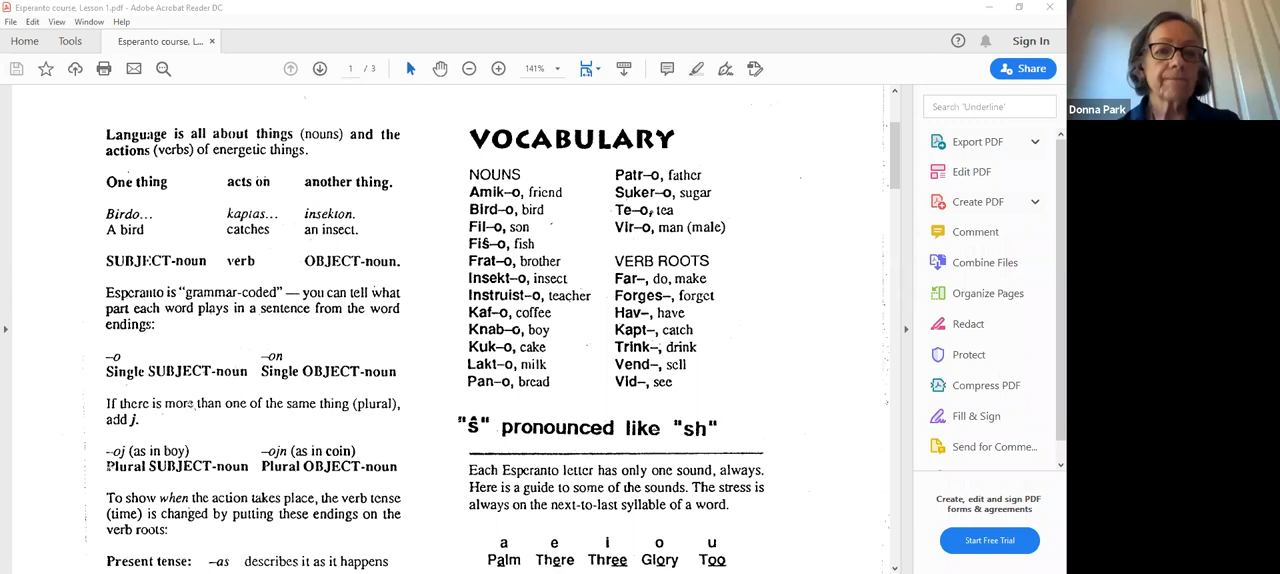 Esperanto course, Lesson 1.pdf - Adobe Acrobat Reader DC
File Edit View Window Help
Home Tools Esperanto course, L... ×
Sign In
1 / 3 141%
Share
Donna Park
Language is all about things (nouns) and the
actions (verbs) of energetic things.
One thing acts on another thing.
Birdo... kaptas... insekton.
A bird catches an insect.
SUBJECT-noun verb OBJECT-noun.
Esperanto is "grammar-coded" — you can tell what
part each word plays in a sentence from the word
endings:
–o –on
Single SUBJECT-noun Single OBJECT-noun
If there is more than one of the same thing (plural),
add j.
–oj (as in boy) –ojn (as in coin)
Plural SUBJECT-noun Plural OBJECT-noun
To show when the action takes place, the verb tense
(time) is changed by putting these endings on the
verb roots:
Present tense: –as describes it as it happens
VOCABULARY
NOUNS
Amik–o, friend
Bird–o, bird
Fil–o, son
Fiŝ–o, fish
Frat–o, brother
Insekt–o, insect
Instruist–o, teacher
Kaf–o, coffee
Knab–o, boy
Kuk–o, cake
Lakt–o, milk
Pan–o, bread
Patr–o, father
Suker–o, sugar
Te–o, tea
Vir–o, man (male)
VERB ROOTS
Far–, do, make
Forges–, forget
Hav–, have
Kapt–, catch
Trink–, drink
Vend–, sell
Vid–, see
"ŝ" pronounced like "sh"
Each Esperanto letter has only one sound, always.
Here is a guide to some of the sounds. The stress is
always on the next-to-last syllable of a word.
a e i o u
Palm There Three Glory Too
Search 'Underline'
Export PDF
Edit PDF
Create PDF
Comment
Combine Files
Organize Pages
Redact
Protect
Compress PDF
Fill & Sign
Send for Comme...
Create, edit and sign PDF
forms & agreements
Start Free Trial